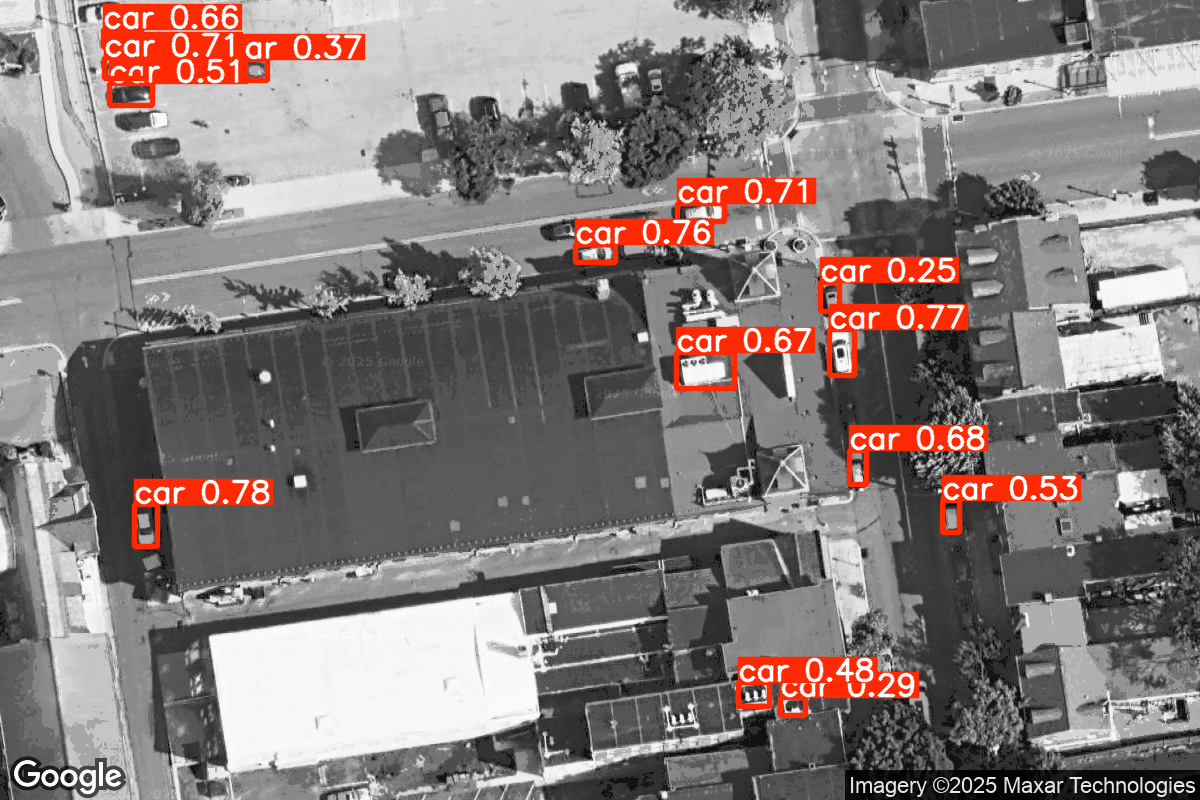 car 0.66
car 0.71
ar 0.37
car 0.51
car 0.71
car 0.76
car 0.25
car 0.77
car 0.67
car 0.68
car 0.78
car 0.53
car 0.48
car 0.29
© 2025 Google
Google
Imagery ©2025 Maxar Technologies